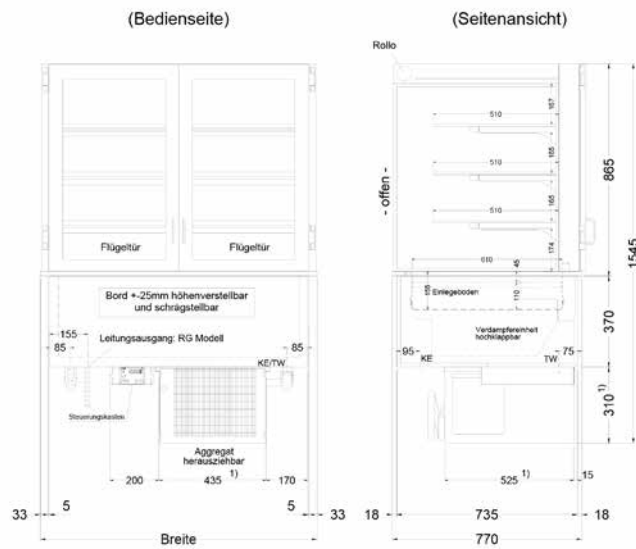 (Bedienseite)
(Seitenansicht)
Rollo
167
510
165
510
165
510
174
- offen -
865
1545
Flügeltür
Flügeltür
610
45
Bord +-25mm höhenverstellbar
und schrägstellbar
155
Einlegeboden
110
370
155
Leitungsausgang: RG Modell
85
85
Verdampfereinheit
hochklappbar
95
75
KE/TW
KE
TW
Steuerungskasten
310 1)
Aggregat
herausziehbar
200
435 1)
170
525 1)
15
33
5
5
33
18
735
18
Breite
770